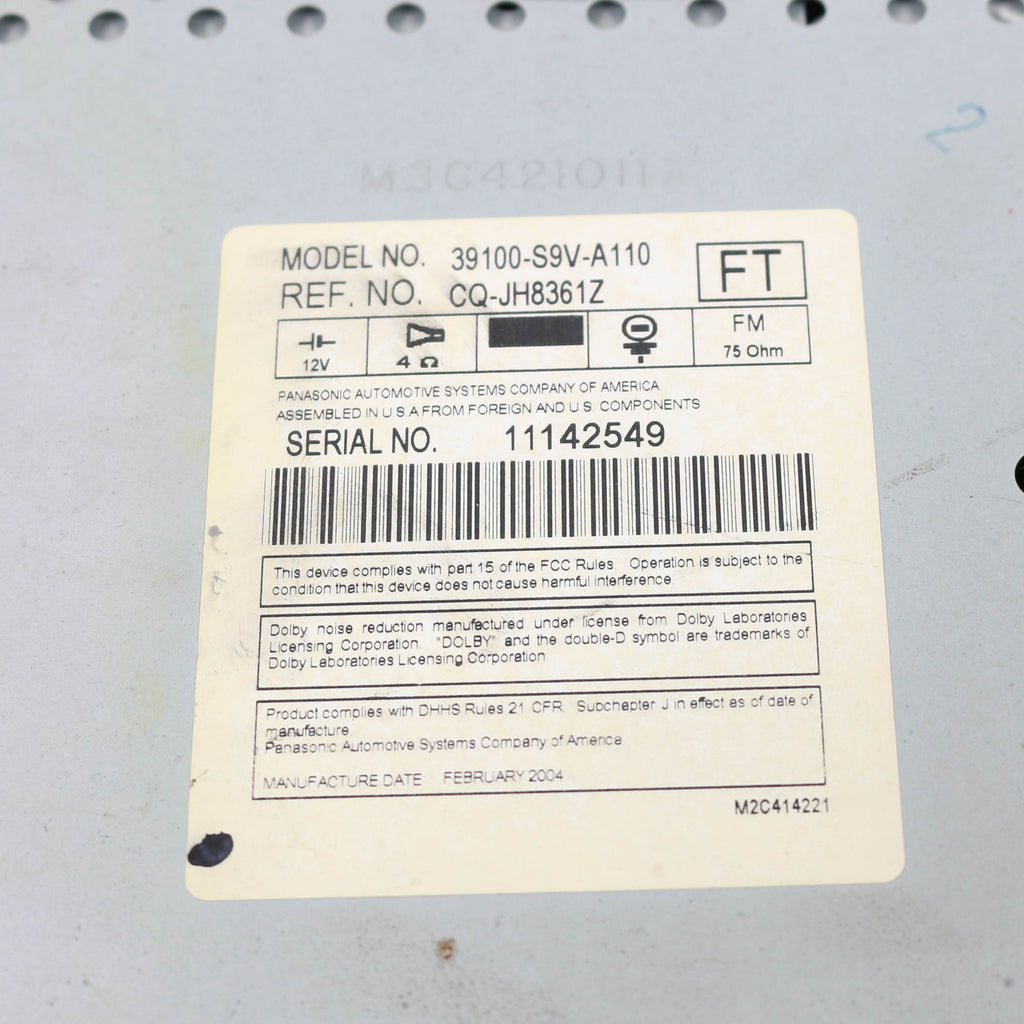 2
M3C421011
MODEL NO. 39100-S9V-A110
REF. NO. CQ-JH8361Z
FT
12V
4 Ω
FM
75 Ohm
PANASONIC AUTOMOTIVE SYSTEMS COMPANY OF AMERICA
ASSEMBLED IN U.S.A FROM FOREIGN AND U.S. COMPONENTS
SERIAL NO. 11142549
This device complies with part 15 of the FCC Rules. Operation is subject to the
condition that this device does not cause harmful interference.
Dolby noise reduction manufactured under license from Dolby Laboratories
Licensing Corporation. "DOLBY" and the double-D symbol are trademarks of
Dolby Laboratories Licensing Corporation.
Product complies with DHHS Rules 21 CFR. Subchapter J in effect as of date of
manufacture.
Panasonic Automotive Systems Company of America.
MANUFACTURE DATE FEBRUARY 2004
M2C414221